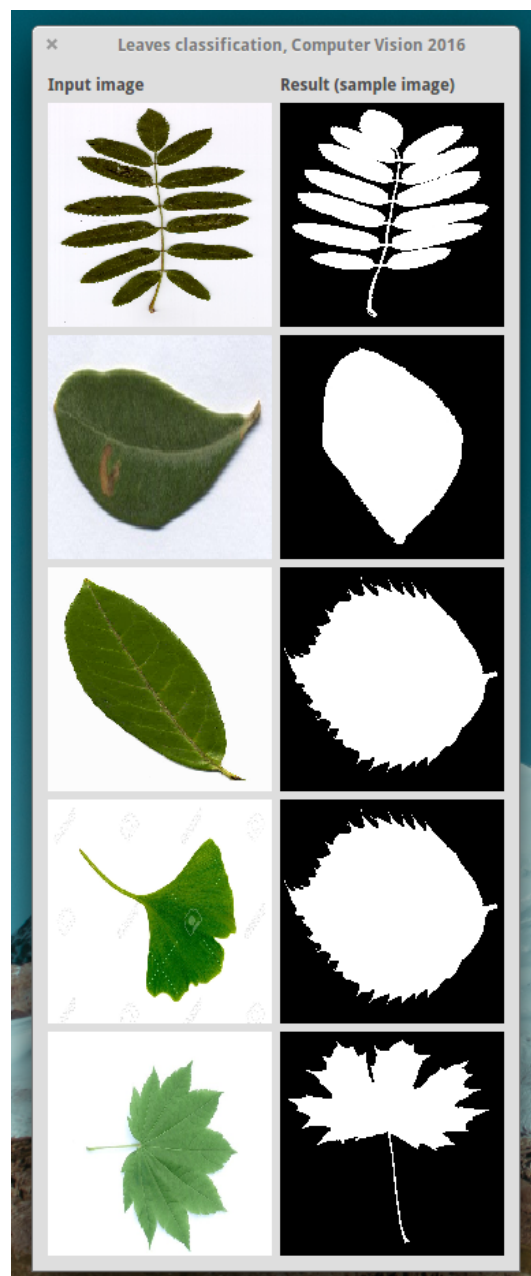 Leaves classification, Computer Vision 2016
Input image
Result (sample image)